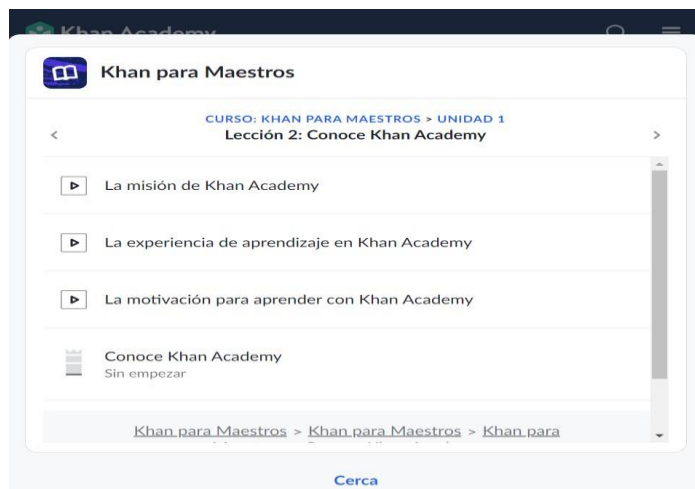 Khan Academy
Khan para Maestros
CURSO: KHAN PARA MAESTROS > UNIDAD 1
< Lección 2: Conoce Khan Academy >
La misión de Khan Academy
La experiencia de aprendizaje en Khan Academy
La motivación para aprender con Khan Academy
Conoce Khan Academy
Sin empezar
Khan para Maestros > Khan para Maestros > Khan para
Cerca